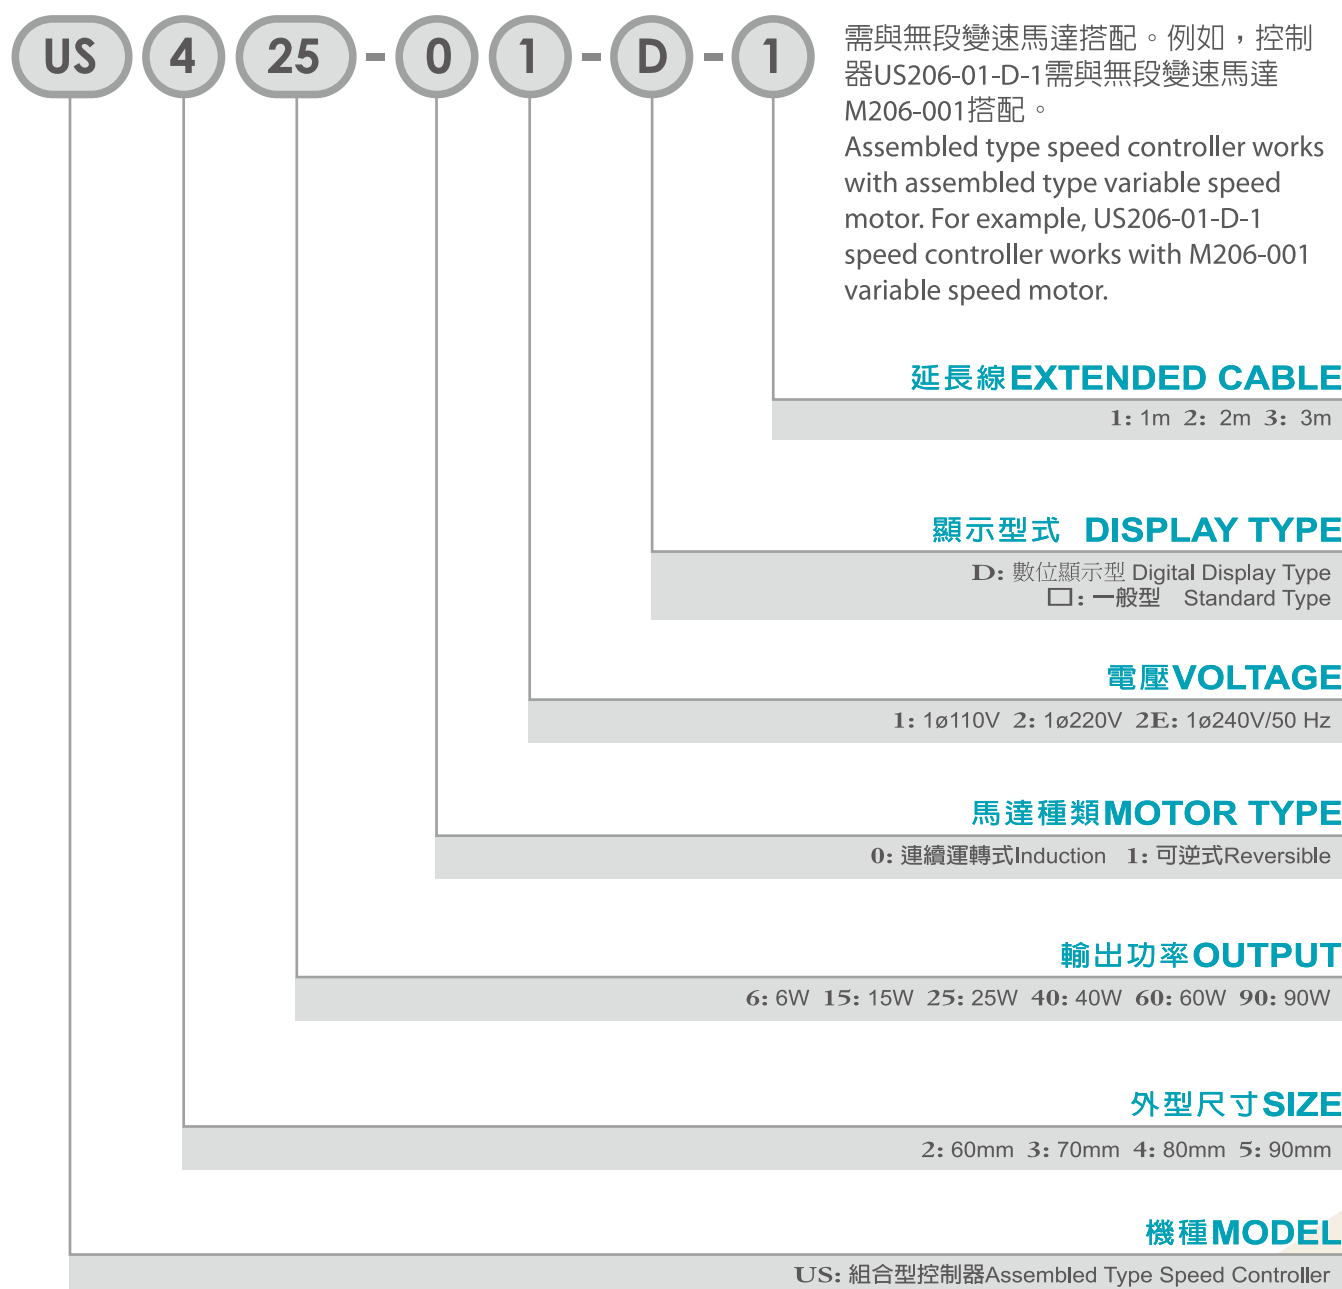 US 4 25 - 0 1 - D - 1
需與無段變速馬達搭配。例如，控制
器US206-01-D-1需與無段變速馬達
M206-001搭配。
Assembled type speed controller works
with assembled type variable speed
motor. For example, US206-01-D-1
speed controller works with M206-001
variable speed motor.
延長線EXTENDED CABLE
1: 1m 2: 2m 3: 3m
顯示型式 DISPLAY TYPE
D: 數位顯示型 Digital Display Type
□: 一般型 Standard Type
電壓VOLTAGE
1: 1ø110V 2: 1ø220V 2E: 1ø240V/50 Hz
馬達種類MOTOR TYPE
0: 連續運轉式Induction 1: 可逆式Reversible
輸出功率OUTPUT
6: 6W 15: 15W 25: 25W 40: 40W 60: 60W 90: 90W
外型尺寸SIZE
2: 60mm 3: 70mm 4: 80mm 5: 90mm
機種MODEL
US: 組合型控制器Assembled Type Speed Controller